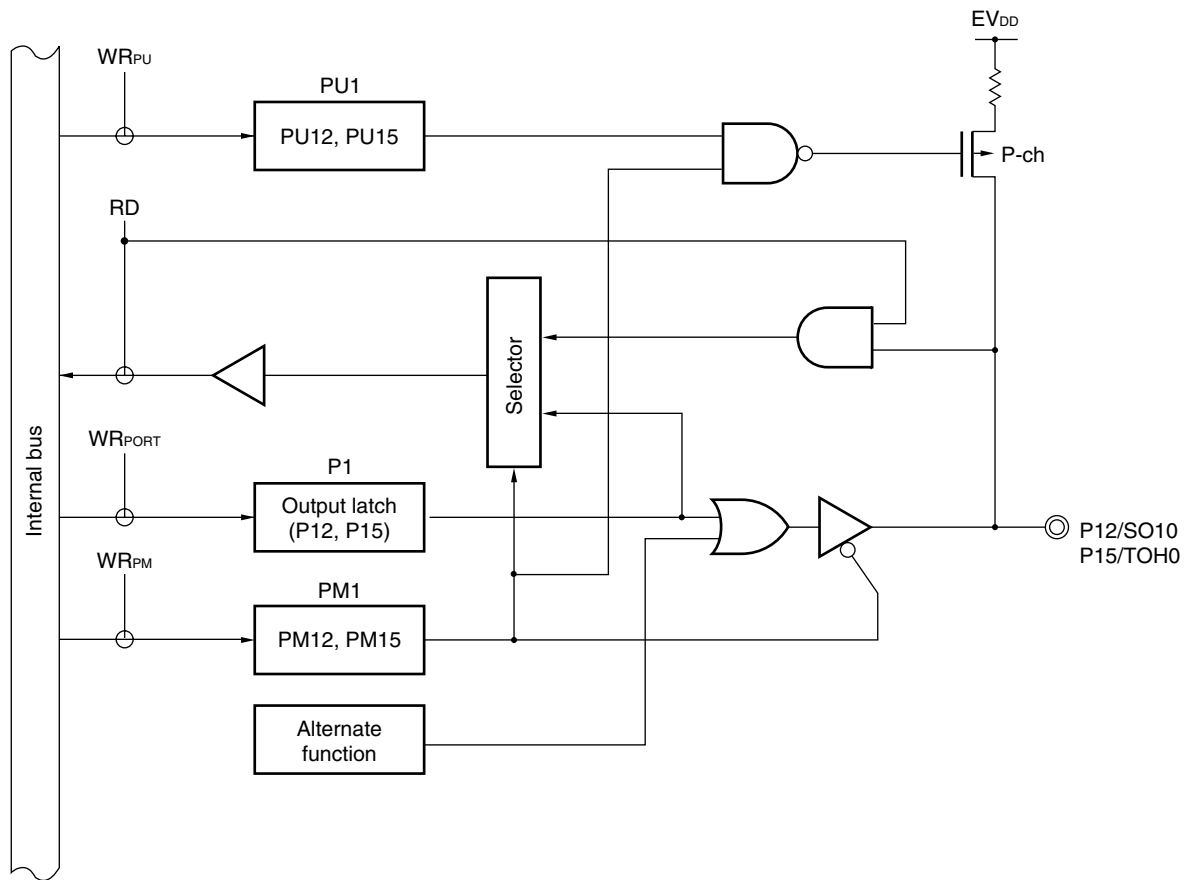 EVDD
WRPU
PU1
PU12, PU15
P-ch
RD
Selector
Internal bus
WRPORT
P1
Output latch
(P12, P15)
P12/SO10
P15/TOH0
WRPM
PM1
PM12, PM15
Alternate
function